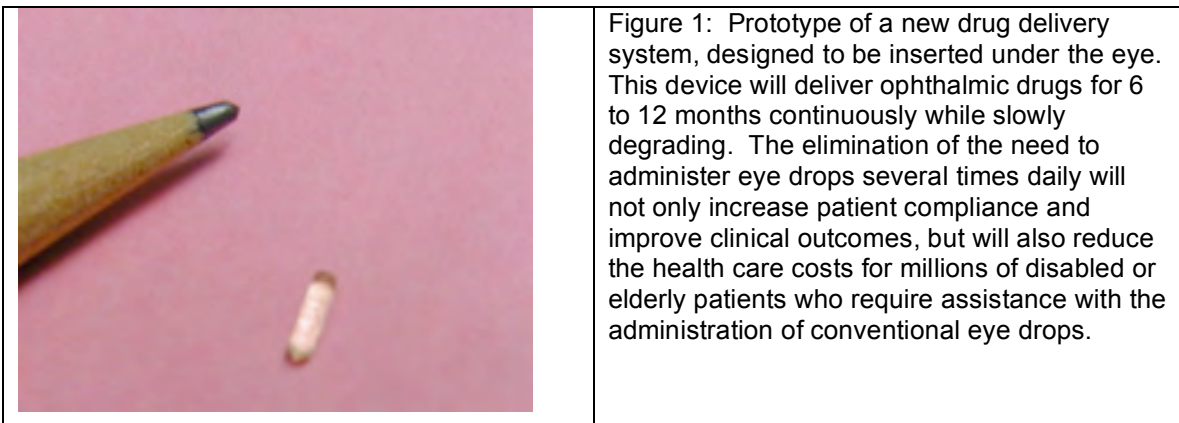 Figure 1:  Prototype of a new drug delivery
system, designed to be inserted under the eye.
This device will deliver ophthalmic drugs for 6
to 12 months continuously while slowly
degrading.  The elimination of the need to
administer eye drops several times daily will
not only increase patient compliance and
improve clinical outcomes, but will also reduce
the health care costs for millions of disabled or
elderly patients who require assistance with the
administration of conventional eye drops.